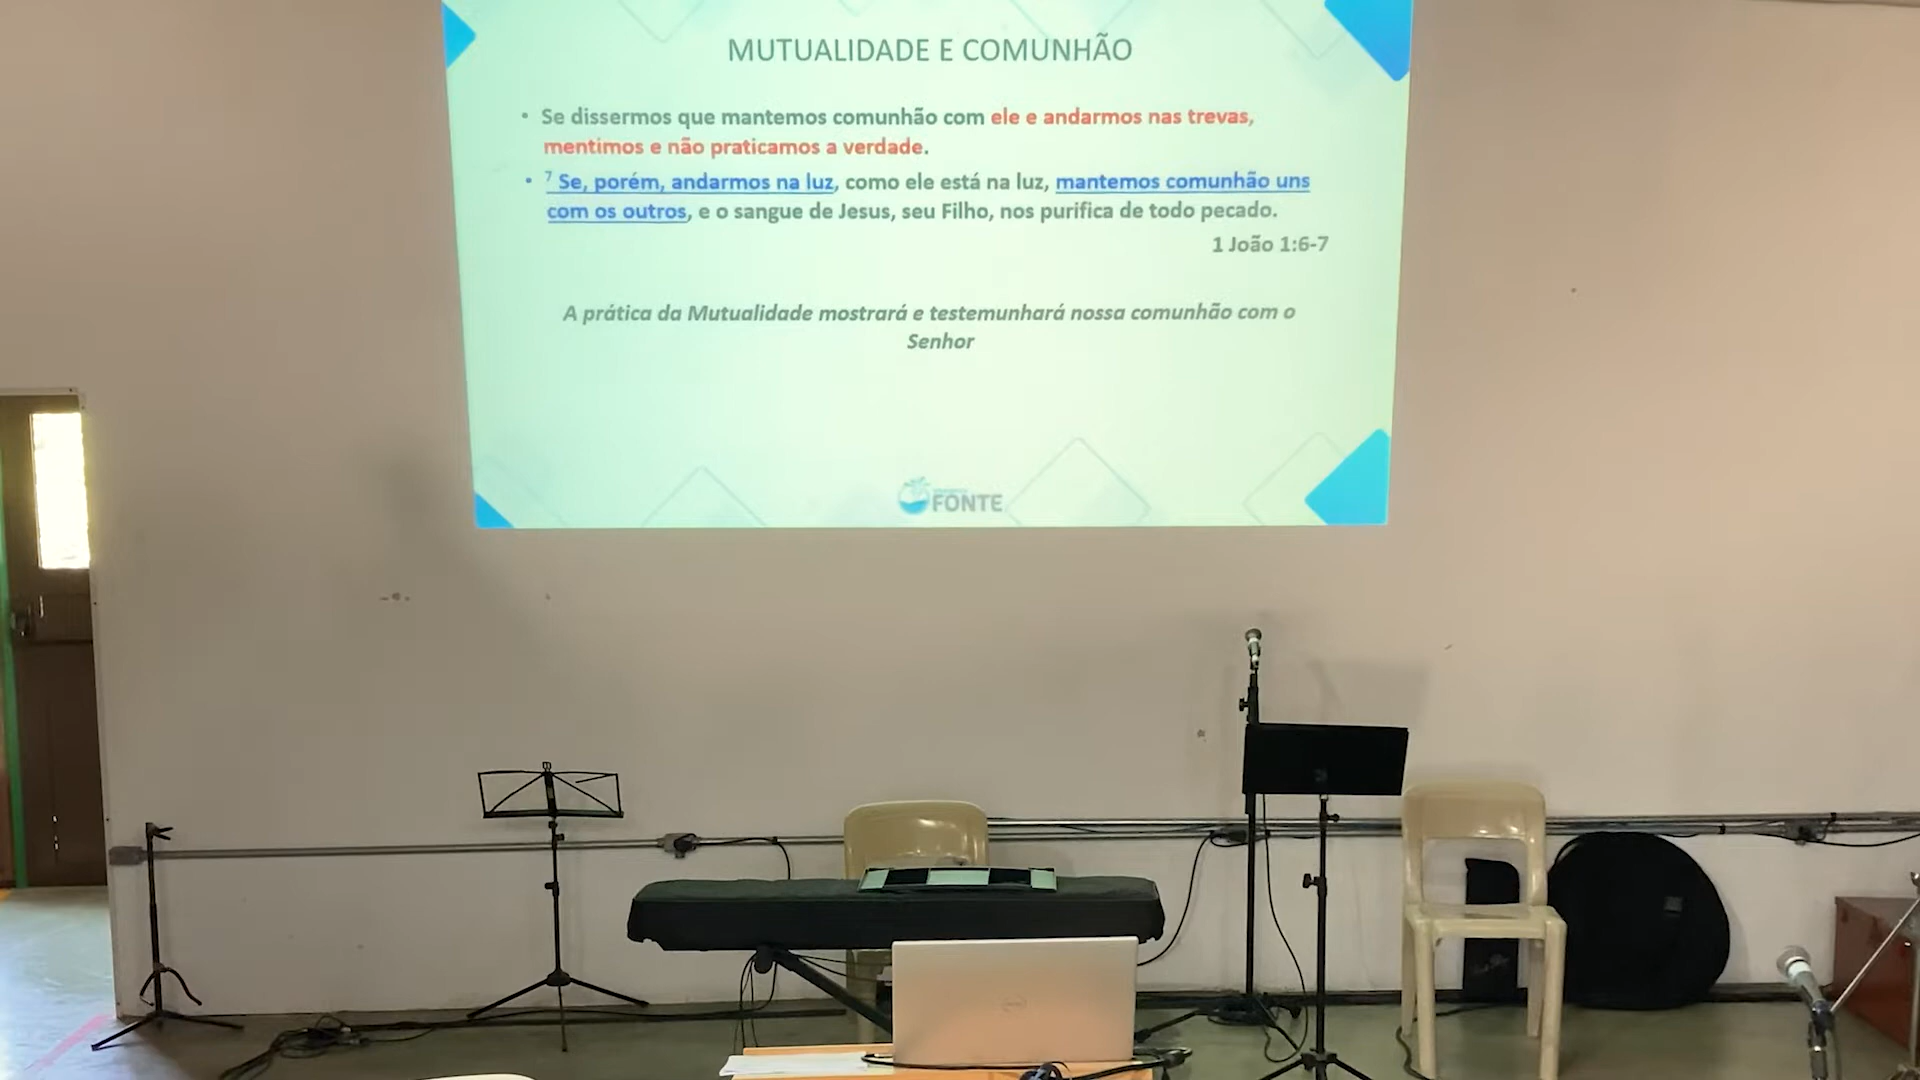 MUTUALIDADE E COMUNHÃO
• Se dissermos que mantemos comunhão com ele e andarmos nas trevas,
mentimos e não praticamos a verdade.
• ⁷ Se, porém, andarmos na luz, como ele está na luz, mantemos comunhão uns
com os outros, e o sangue de Jesus, seu Filho, nos purifica de todo pecado.
1 João 1:6-7
A prática da Mutualidade mostrará e testemunhará nossa comunhão com o
Senhor
FONTE